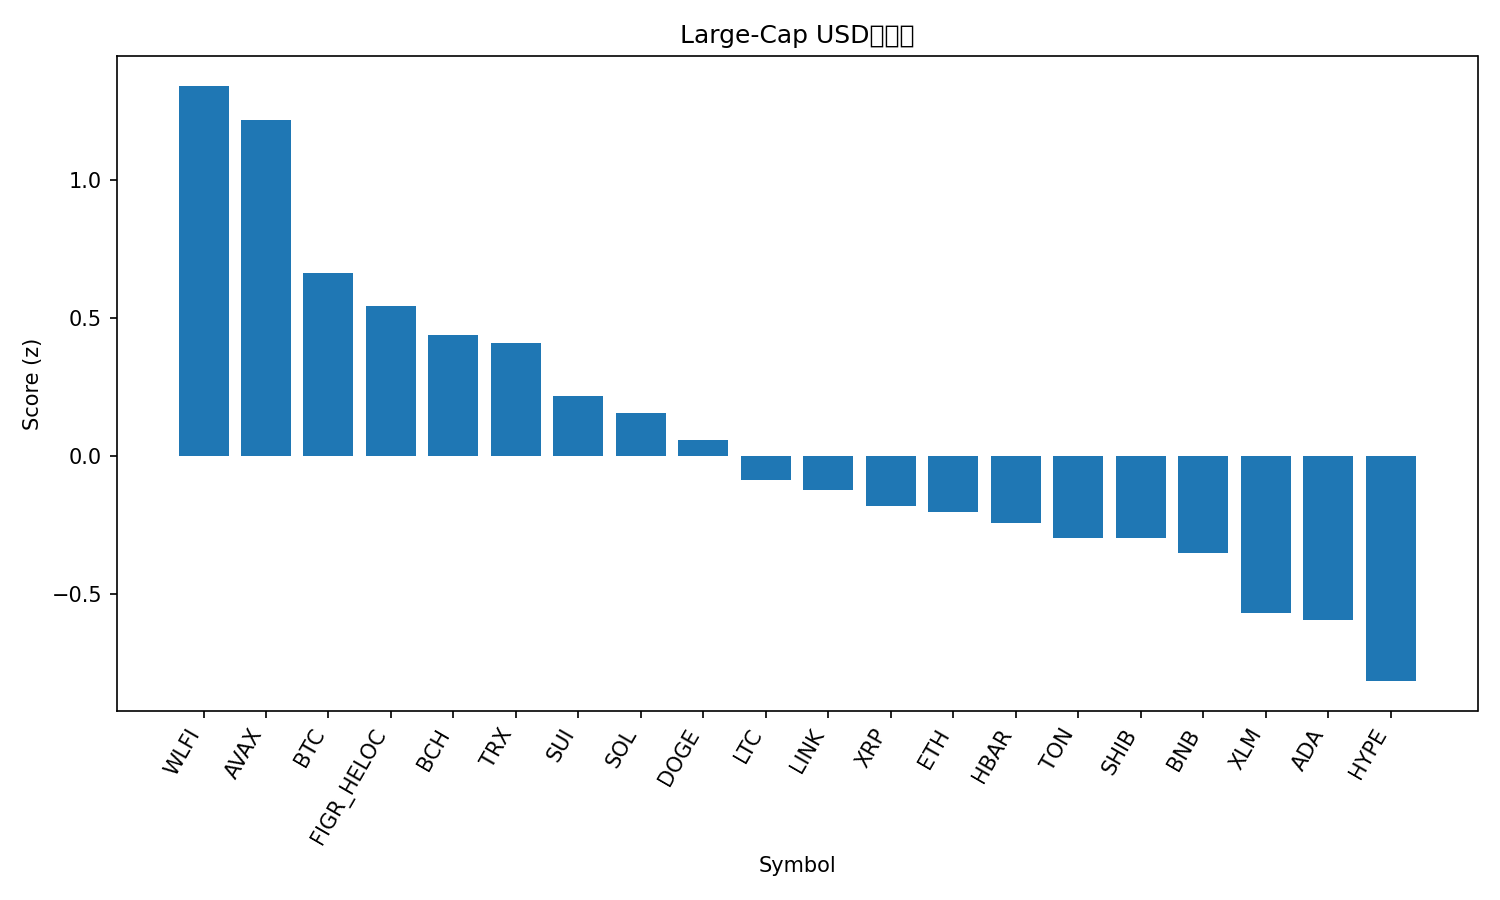 Large-Cap USD
Score (z)
1.0
0.5
0.0
−0.5
WLFI
AVAX
BTC
FIGR_HELOC
BCH
TRX
SUI
SOL
DOGE
LTC
LINK
XRP
ETH
HBAR
TON
SHIB
BNB
XLM
ADA
HYPE
Symbol